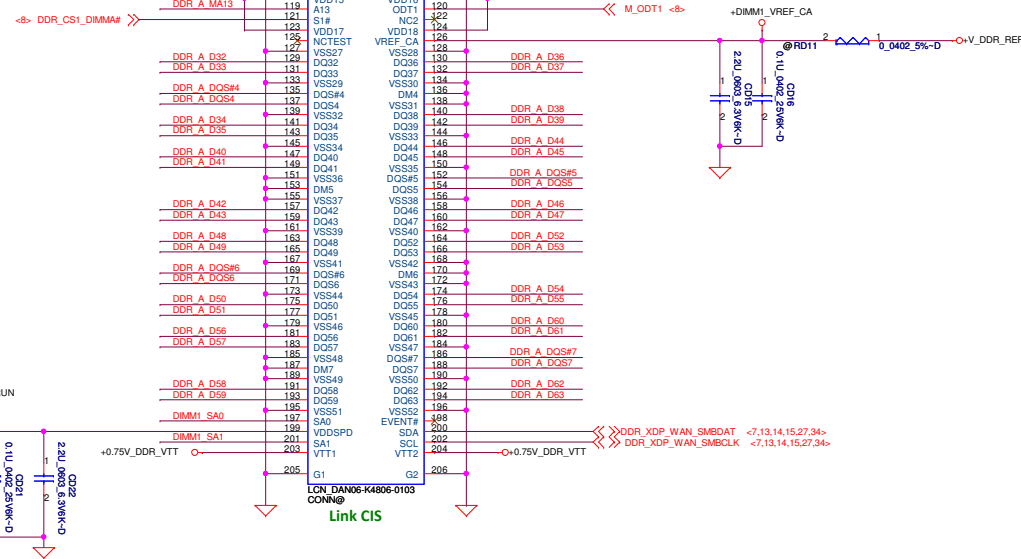 DDR_A_MA13
119
A13
<8> DDR_CS1_DIMMA#
121
S1#
123
VDD17
125
NCTEST
127
VSS27
DDR_A_D32
129
DQ32
DDR_A_D33
131
DQ33
133
VSS29
DDR_A_DQS#4
135
DQS#4
DDR_A_DQS4
137
DQS4
139
VSS32
DDR_A_D34
141
DQ34
DDR_A_D35
143
DQ35
145
VSS34
DDR_A_D40
147
DQ40
DDR_A_D41
149
DQ41
151
VSS36
153
DM5
155
VSS37
DDR_A_D42
157
DQ42
DDR_A_D43
159
DQ43
161
VSS39
DDR_A_D48
163
DQ48
DDR_A_D49
165
DQ49
167
VSS41
DDR_A_DQS#6
169
DQS#6
DDR_A_DQS6
171
DQS6
173
VSS44
DDR_A_D50
175
DQ50
DDR_A_D51
177
DQ51
179
VSS46
DDR_A_D56
181
DQ56
DDR_A_D57
183
DQ57
185
VSS48
187
DM7
189
VSS49
DDR_A_D58
191
DQ58
DDR_A_D59
193
DQ59
195
VSS51
DIMM1_SA0
197
SA0
199
VDDSPD
DIMM1_SA1
201
SA1
+0.75V_DDR_VTT
203
VTT1
205
G1
ODT1
120
M_ODT1 <8>
NC2
122
124
VREF_CA
126
VSS28
128
DQ36
130
DDR_A_D36
DQ37
132
DDR_A_D37
VSS30
134
DM4
136
VSS31
138
DQ38
140
DDR_A_D38
DQ39
142
DDR_A_D39
VSS33
144
DQ44
146
DDR_A_D44
DQ45
148
DDR_A_D45
VSS35
150
DQS#5
152
DDR_A_DQS#5
DQS5
154
DDR_A_DQS5
VSS38
156
DQ46
158
DDR_A_D46
DQ47
160
DDR_A_D47
VSS40
162
DQ52
164
DDR_A_D52
DQ53
166
DDR_A_D53
VSS42
168
DM6
170
VSS43
172
DQ54
174
DDR_A_D54
DQ55
176
DDR_A_D55
VSS45
178
DQ60
180
DDR_A_D60
DQ61
182
DDR_A_D61
VSS47
184
DQS#7
186
DDR_A_DQS#7
DQS7
188
DDR_A_DQS7
VSS50
190
DQ62
192
DDR_A_D62
DQ63
194
DDR_A_D63
VSS52
196
EVENT#
198
SDA
200
DDR_XDP_WAN_SMBDAT <7,13,14,15,27,34>
SCL
202
DDR_XDP_WAN_SMBCLK <7,13,14,15,27,34>
VTT2
204
+0.75V_DDR_VTT
G2
206
LCN_DAN06-K4806-0103
CONN@
Link CIS
+DIMM1_VREF_CA
@RD11
2
1
0_0402_5%~D
+V_DDR_REF
1
2
CD15
2.2U_0603_6.3V6K~D
1
2
CD16
0.1U_0402_25V6K~D
UN
CD21
0.1U_0402_25V6K~D
1
2
CD22
2.2U_0603_6.3V6K~D